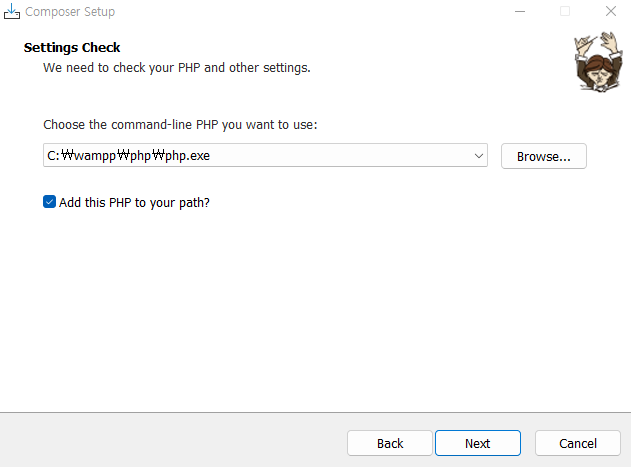 Composer Setup
Settings Check
We need to check your PHP and other settings.
Choose the command-line PHP you want to use:
C:₩wampp₩php₩php.exe
Browse...
Add this PHP to your path?
Back
Next
Cancel